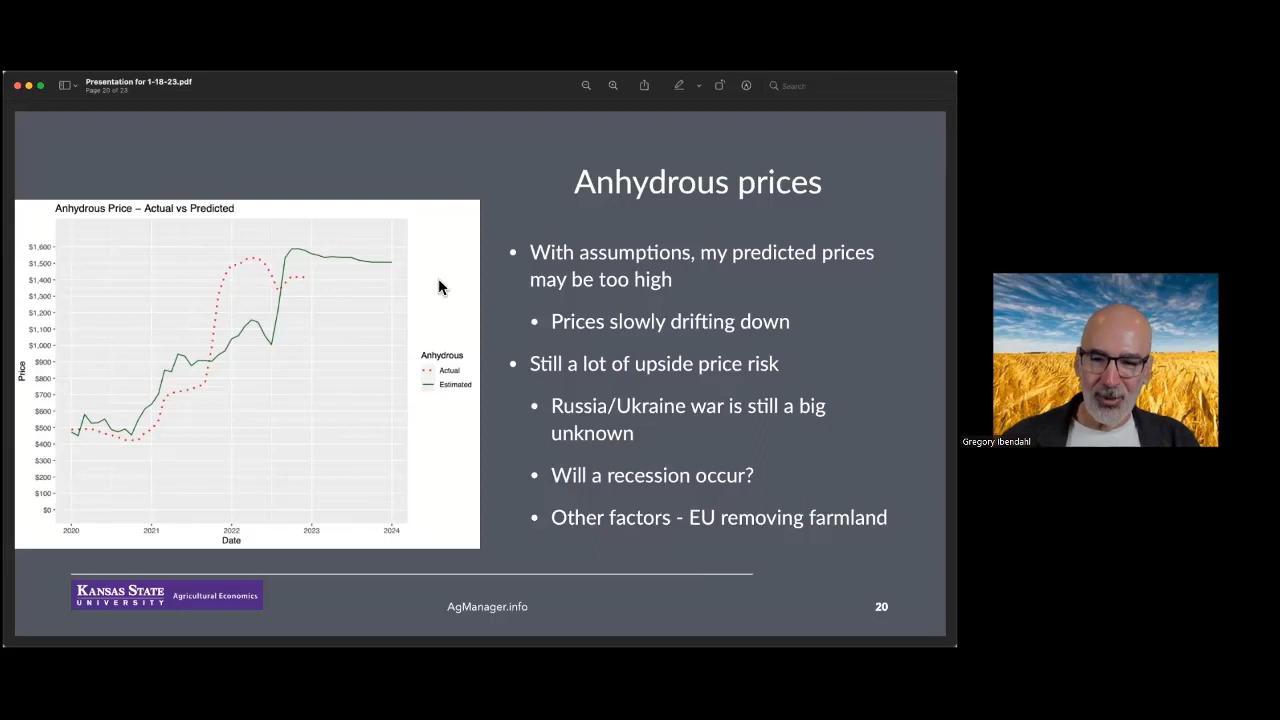 Presentation for 1-18-23.pdf
Page 20 of 23
Search
Anhydrous prices
Anhydrous Price – Actual vs Predicted
$1,600
$1,500
$1,400
$1,300
$1,200
$1,100
$1,000
$900
$800
$700
$600
$500
$400
$300
$200
$100
$0
Price
2020
2021
2022
2023
2024
Date
Anhydrous
Actual
Estimated
• With assumptions, my predicted prices
may be too high
• Prices slowly drifting down
• Still a lot of upside price risk
• Russia/Ukraine war is still a big
unknown
• Will a recession occur?
• Other factors - EU removing farmland
KANSAS STATE
UNIVERSITY
Agricultural Economics
AgManager.info
20
Gregory Ibendahl